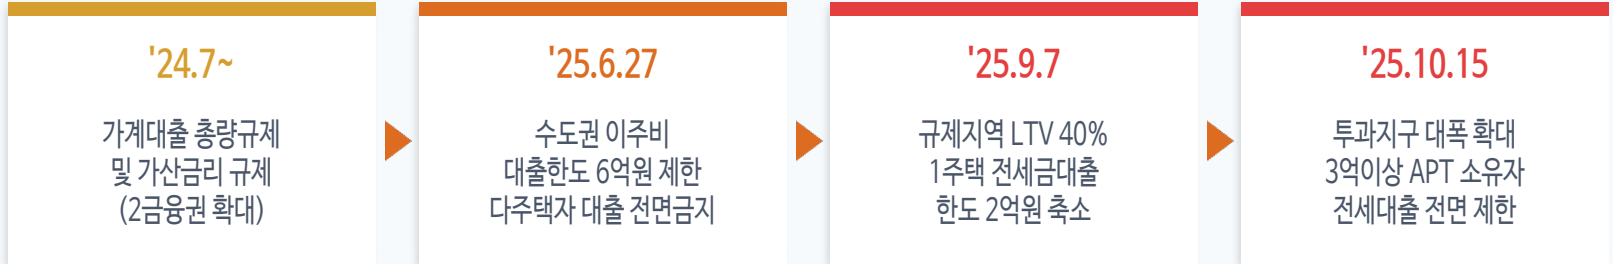 '24.7~
가계대출 총량규제
및 가산금리 규제
(2금융권 확대)
'25.6.27
수도권 이주비
대출한도 6억원 제한
다주택자 대출 전면금지
'25.9.7
규제지역 LTV 40%
1주택 전세금대출
한도 2억원 축소
'25.10.15
투과지구 대폭 확대
3억이상 APT 소유자
전세대출 전면 제한